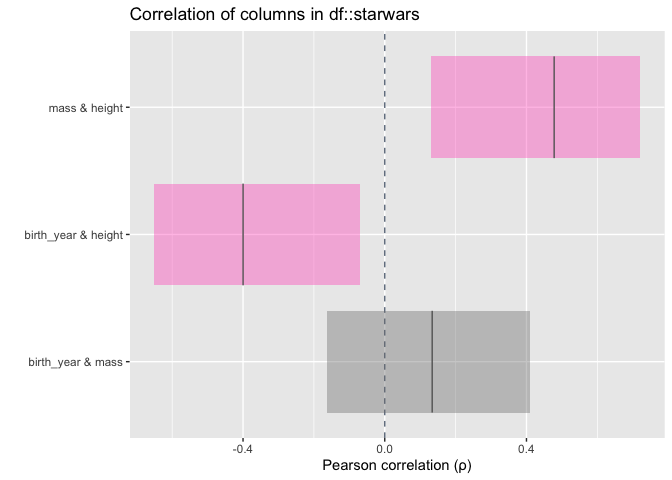 Correlation of columns in df::starwars
mass & height
birth_year & height
birth_year & mass
-0.4 0.0 0.4
Pearson correlation (ρ)